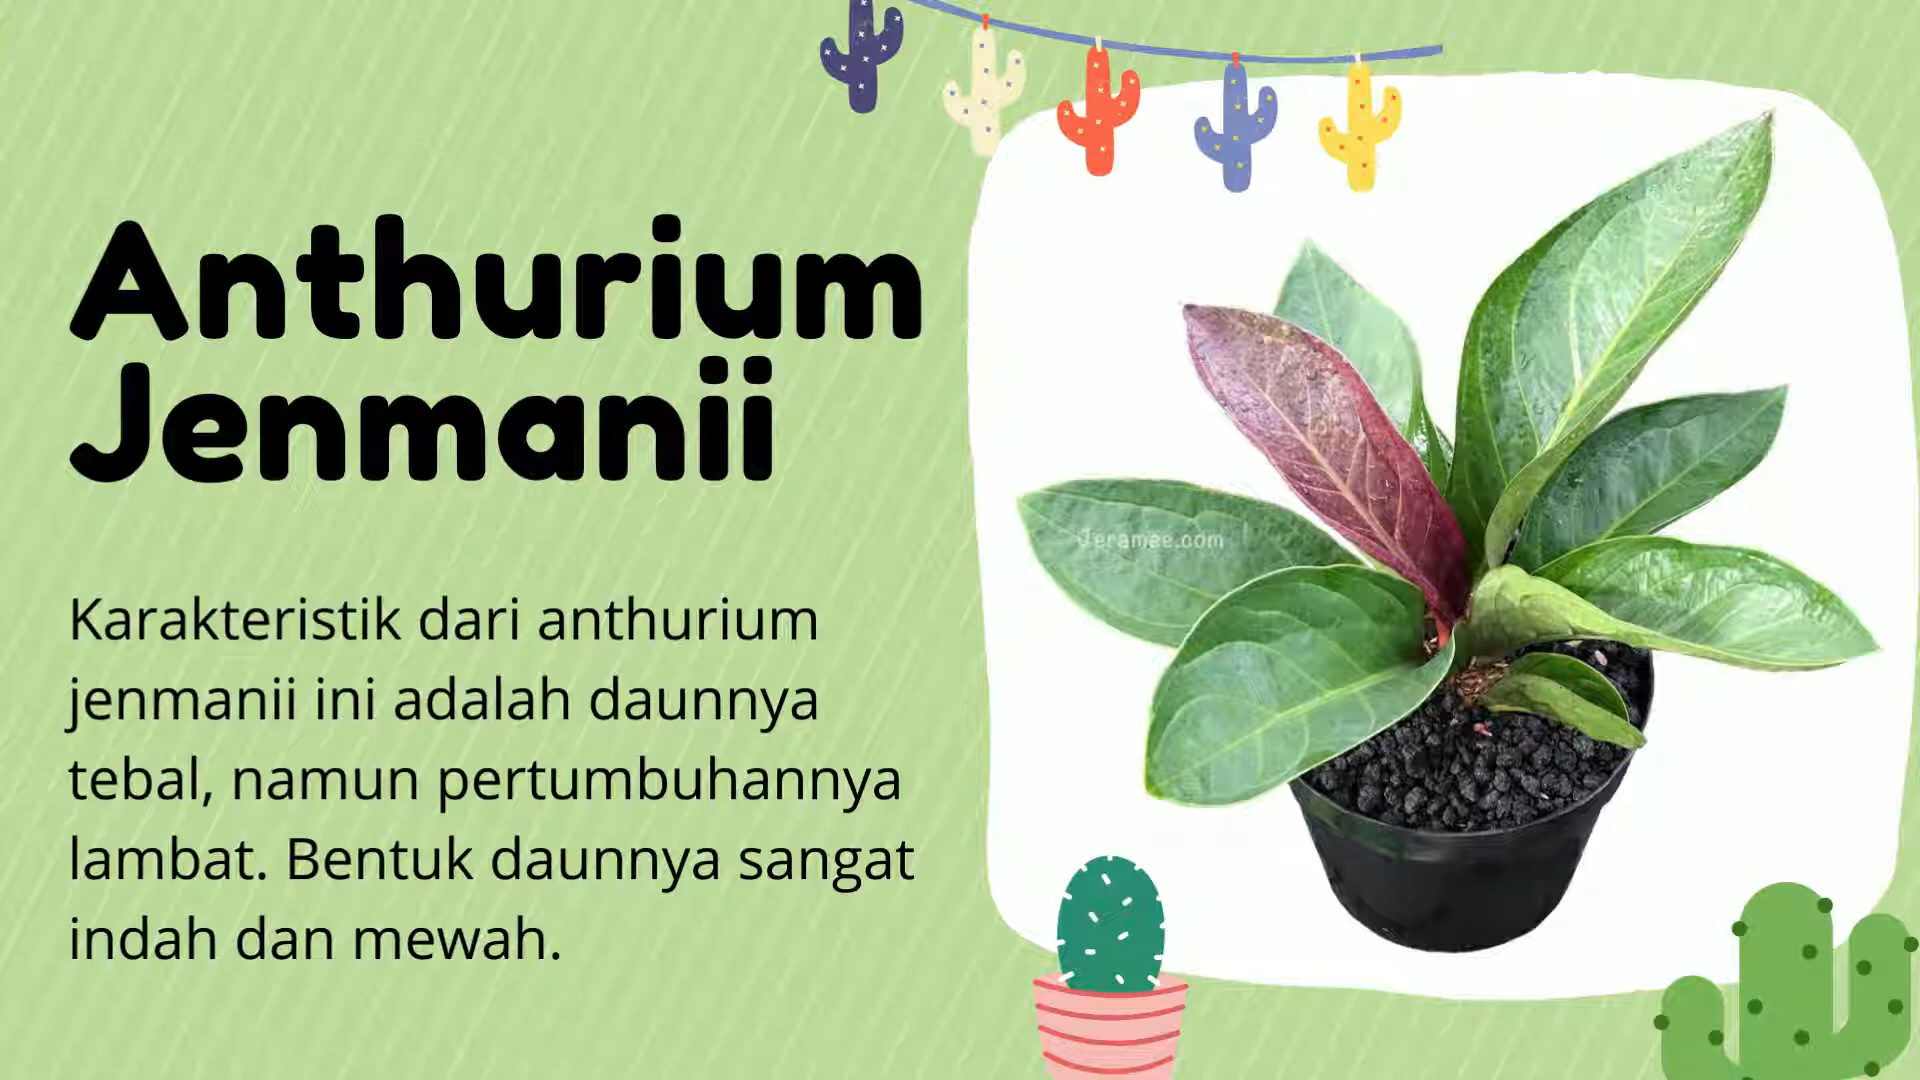 Anthurium
Jenmanii
Karakteristik dari anthurium
jenmanii ini adalah daunnya
tebal, namun pertumbuhannya
lambat. Bentuk daunnya sangat
indah dan mewah.
Jeramee.com